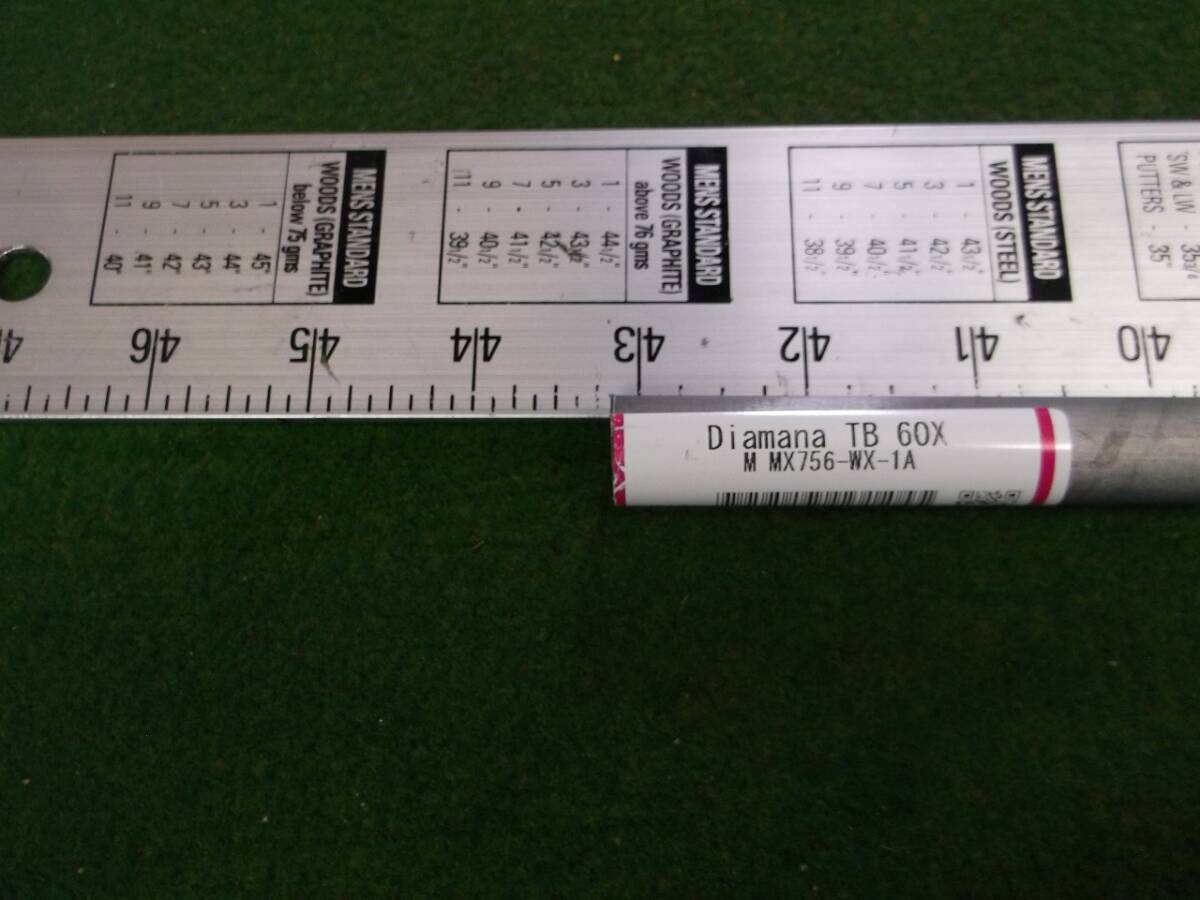 MENS STANDARD
WOODS (GRAPHITE)
below 75 gms
1 - 45"
3 - 44"
5 - 43"
7 - 42"
9 - 41"
11 - 40"
MENS STANDARD
WOODS (GRAPHITE)
above 76 gms
1 - 44 1/2"
3 - 43 1/2"
5 - 42 1/2"
7 - 41 1/2"
9 - 40 1/2"
11 - 39 1/2"
MENS STANDARD
WOODS (STEEL)
1 - 43 1/2"
3 - 42 1/2"
5 - 41 1/2"
7 - 40 1/2"
9 - 39 1/2"
11 - 38 1/2"
SW & LW - 35 3/4
PUTTERS - 35"
46 45 44 43 42 41 40
Diamana TB 60X
M MX756-WX-1A